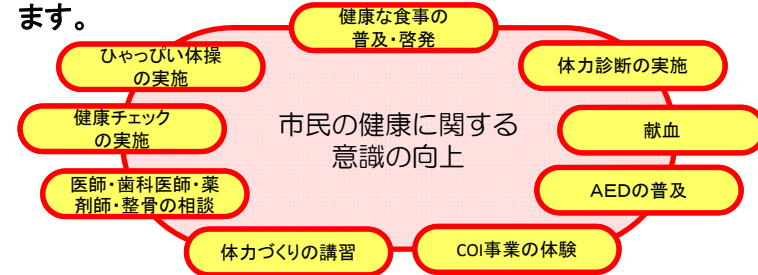 ます。
健康な食事の
普及・啓発
ひゃっぴい体操
の実施
体力診断の実施
健康チェック
の実施
市民の健康に関する
意識の向上
献血
医師・歯科医師・薬
剤師・整骨の相談
AEDの普及
体力づくりの講習
COI事業の体験